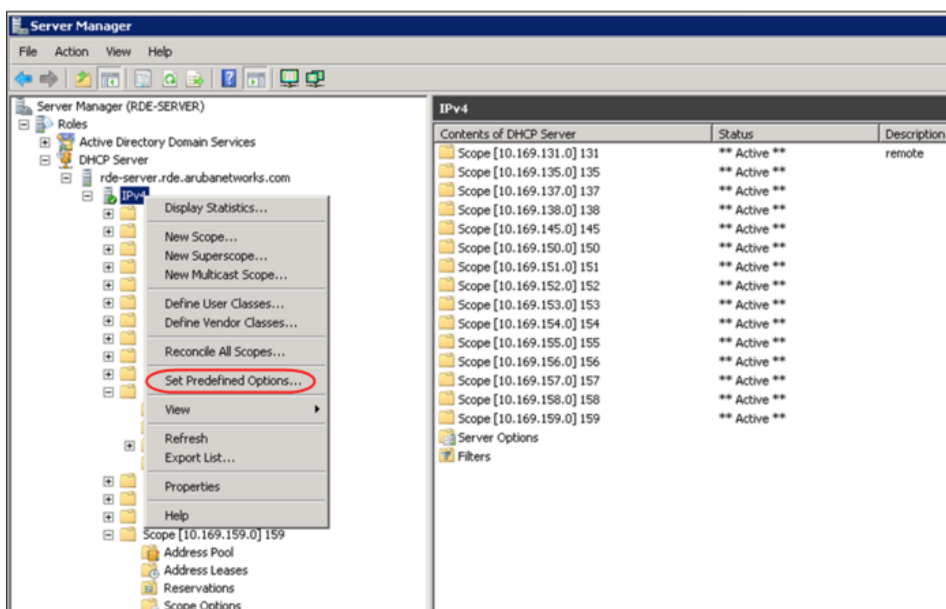 Server Manager
File Action View Help
Server Manager (RDE-SERVER)
Roles
Active Directory Domain Services
DHCP Server
rde-server.rde.arubanetworks.com
IPv4
Display Statistics...
New Scope...
New Superscope...
New Multicast Scope...
Define User Classes...
Define Vendor Classes...
Reconcile All Scopes...
Set Predefined Options...
View
Refresh
Export List...
Properties
Help
Scope [10.169.159.0] 159
Address Pool
Address Leases
Reservations
Scope Options
IPv4
Contents of DHCP Server Status Description
Scope [10.169.131.0] 131 ** Active ** remote
Scope [10.169.135.0] 135 ** Active **
Scope [10.169.137.0] 137 ** Active **
Scope [10.169.138.0] 138 ** Active **
Scope [10.169.145.0] 145 ** Active **
Scope [10.169.150.0] 150 ** Active **
Scope [10.169.151.0] 151 ** Active **
Scope [10.169.152.0] 152 ** Active **
Scope [10.169.153.0] 153 ** Active **
Scope [10.169.154.0] 154 ** Active **
Scope [10.169.155.0] 155 ** Active **
Scope [10.169.156.0] 156 ** Active **
Scope [10.169.157.0] 157 ** Active **
Scope [10.169.158.0] 158 ** Active **
Scope [10.169.159.0] 159 ** Active **
Server Options
Filters